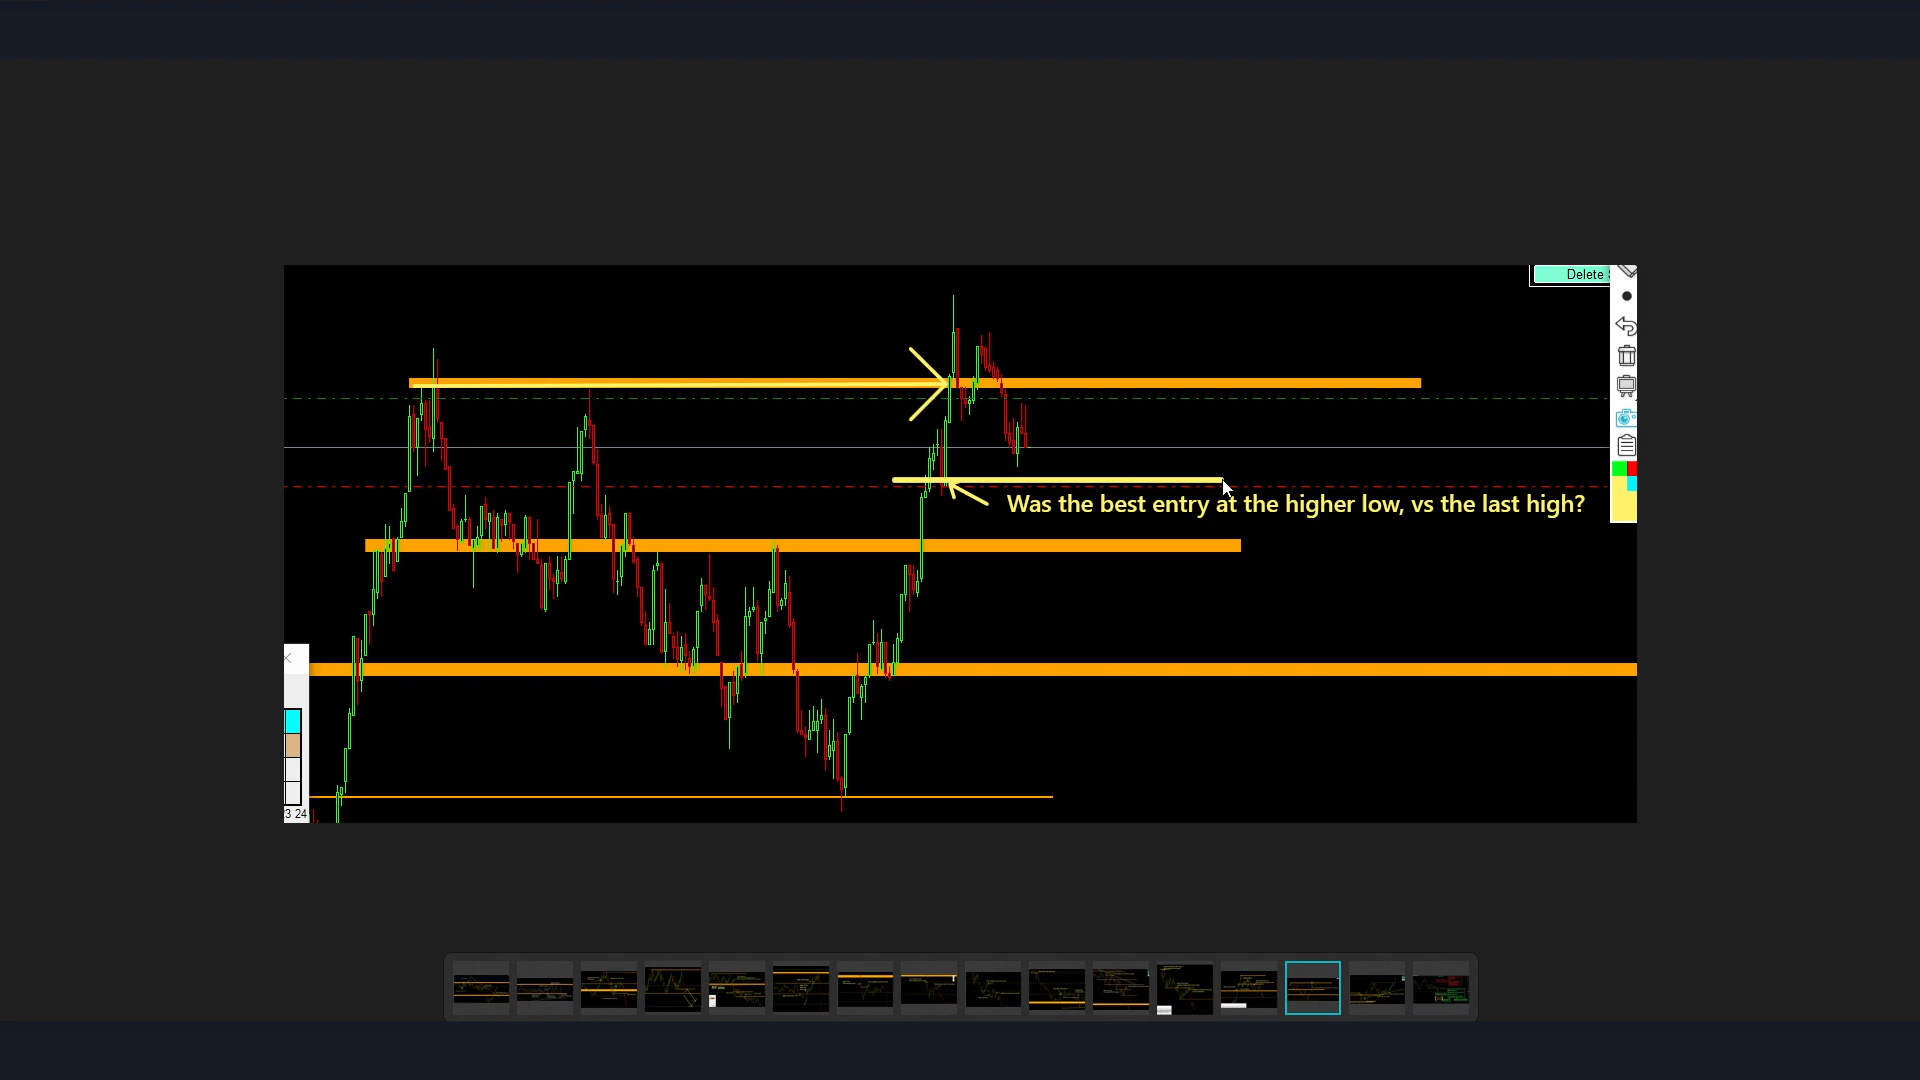 Delete
Was the best entry at the higher low, vs the last high?
3 24